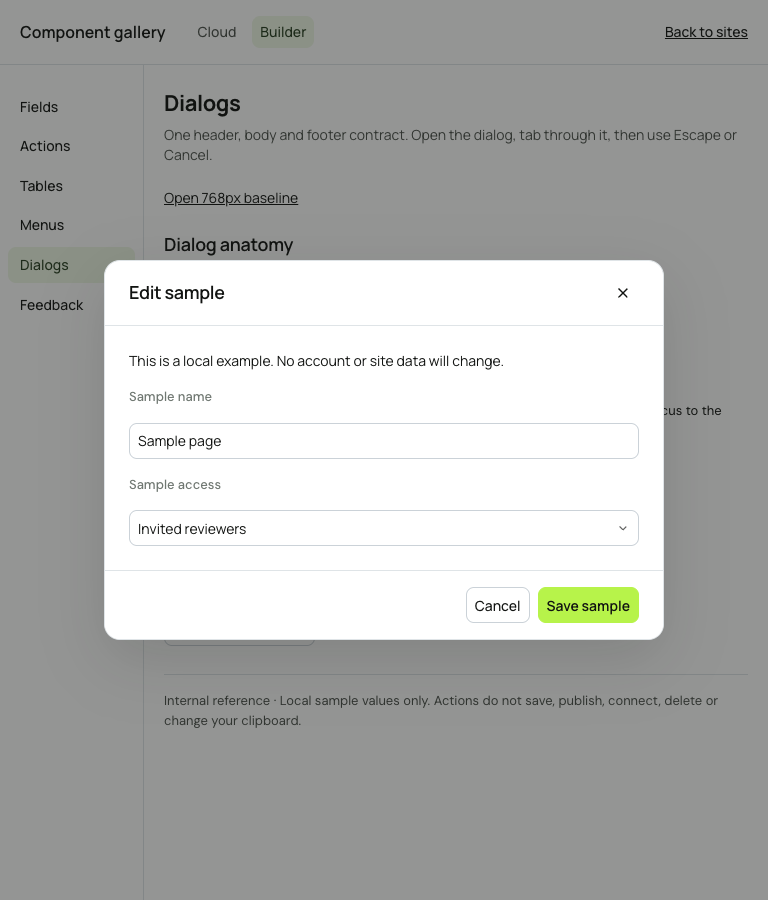 Component gallery
Cloud
Builder
Back to sites
Fields
Actions
Tables
Menus
Dialogs
Feedback
Dialogs
One header, body and footer contract. Open the dialog, tab through it, then use Escape or
Cancel.
Open 768px baseline
Dialog anatomy
Edit sample
This is a local example. No account or site data will change.
Sample name
Sample page
Sample access
Invited reviewers
Cancel
Save sample
to the
Internal reference · Local sample values only. Actions do not save, publish, connect, delete or
change your clipboard.